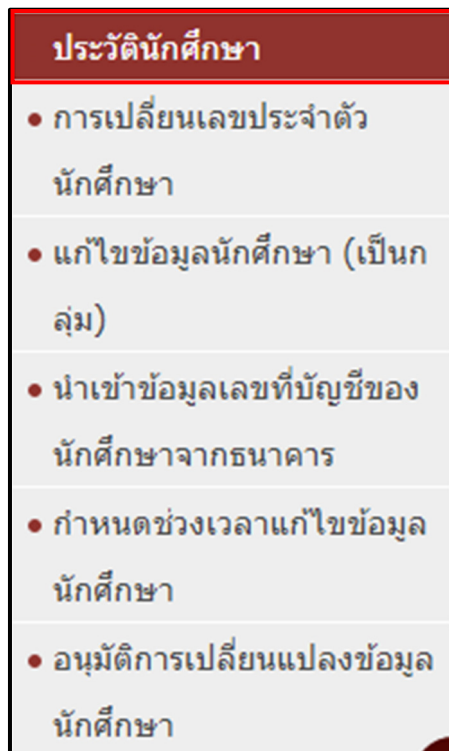 ประวัตินักศึกษา
• การเปลี่ยนเลขประจำตัว
นักศึกษา
• แก้ไขข้อมูลนักศึกษา (เป็นก
ลุ่ม)
• นำเข้าข้อมูลเลขที่บัญชีของ
นักศึกษาจากธนาคาร
• กำหนดช่วงเวลาแก้ไขข้อมูล
นักศึกษา
• อนุมัติการเปลี่ยนแปลงข้อมูล
นักศึกษา